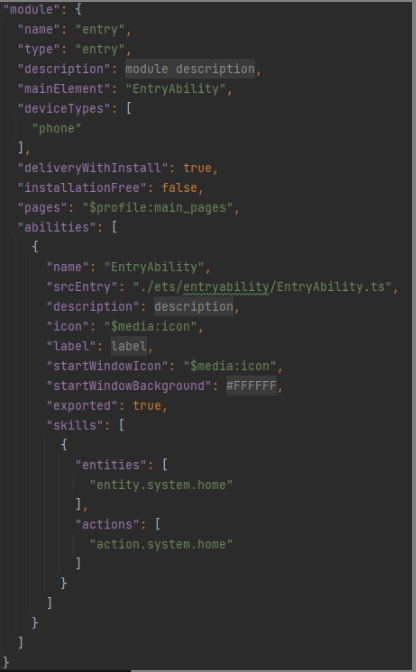 "module": {
"name": "entry",
"type": "entry",
"description": module description,
"mainElement": "EntryAbility",
"deviceTypes": [
"phone"
],
"deliveryWithInstall": true,
"installationFree": false,
"pages": "$profile:main_pages",
"abilities": [
{
"name": "EntryAbility",
"srcEntry": "./ets/entryability/EntryAbility.ts",
"description": description,
"icon": "$media:icon",
"label": label,
"startWindowIcon": "$media:icon",
"startWindowBackground": #FFFFFF,
"exported": true,
"skills": [
{
"entities": [
"entity.system.home"
],
"actions": [
"action.system.home"
]
}
]
}
]
}